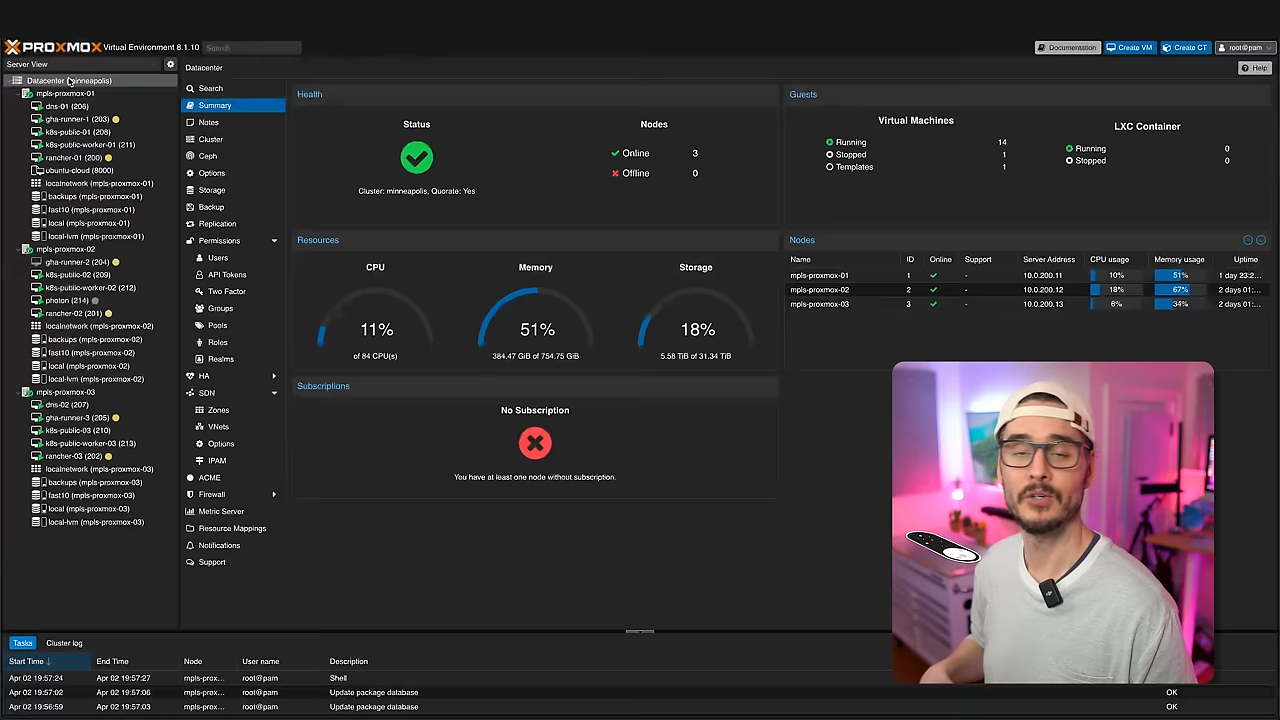 PROXMOX Virtual Environment 8.1.10 Search Documentation Create VM Create CT root@pam
Server View
Datacenter (minneapolis)
mpls-proxmox-01
dns-01 (206)
gha-runner-1 (203)
k8s-public-01 (208)
k8s-public-worker-01 (211)
rancher-01 (200)
ubuntu-cloud (8000)
localnetwork (mpls-proxmox-01)
backups (mpls-proxmox-01)
fast10 (mpls-proxmox-01)
local (mpls-proxmox-01)
local-lvm (mpls-proxmox-01)
mpls-proxmox-02
gha-runner-2 (204)
k8s-public-02 (209)
k8s-public-worker-02 (212)
photon (214)
rancher-02 (201)
localnetwork (mpls-proxmox-02)
backups (mpls-proxmox-02)
fast10 (mpls-proxmox-02)
local (mpls-proxmox-02)
local-lvm (mpls-proxmox-02)
mpls-proxmox-03
dns-02 (207)
gha-runner-3 (205)
k8s-public-03 (210)
k8s-public-worker-03 (213)
rancher-03 (202)
localnetwork (mpls-proxmox-03)
backups (mpls-proxmox-03)
fast10 (mpls-proxmox-03)
local (mpls-proxmox-03)
local-lvm (mpls-proxmox-03)
Datacenter
Help
Search
Summary
Notes
Cluster
Ceph
Options
Storage
Backup
Replication
Permissions
Users
API Tokens
Two Factor
Groups
Pools
Roles
Realms
HA
SDN
Zones
VNets
Options
IPAM
ACME
Firewall
Metric Server
Resource Mappings
Notifications
Support
Health
Status
Cluster: minneapolis, Quorate: Yes
Nodes
Online 3
Offline 0
Guests
Virtual Machines
Running 14
Stopped 1
Templates 1
LXC Container
Running 0
Stopped 0
Resources
CPU Memory Storage
11% 51% 18%
of 84 CPU(s) 384.47 GiB of 754.75 GiB 5.58 TiB of 31.34 TiB
Nodes
Name ID Online Support Server Address CPU usage Memory usage Uptime
mpls-proxmox-01 1 - 10.0.200.11 10% 51% 1 day 23:2...
mpls-proxmox-02 2 - 10.0.200.12 18% 67% 2 days 01:...
mpls-proxmox-03 3 - 10.0.200.13 6% 34% 2 days 01:...
Subscriptions
No Subscription
You have at least one node without subscription.
Tasks Cluster log
Start Time End Time Node User name Description
Apr 02 19:57:24 Apr 02 19:57:27 mpls-prox... root@pam Shell
Apr 02 19:57:02 Apr 02 19:57:06 mpls-prox... root@pam Update package database OK
Apr 02 19:56:59 Apr 02 19:57:03 mpls-prox... root@pam Update package database OK